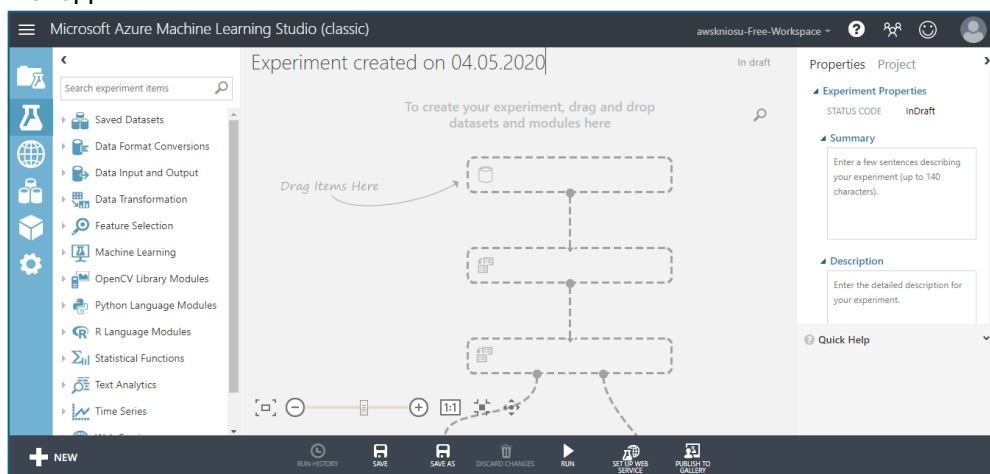 Microsoft Azure Machine Learning Studio (classic)
awskniosu-Free-Workspace
?
Search experiment items
Saved Datasets
Data Format Conversions
Data Input and Output
Data Transformation
Feature Selection
Machine Learning
OpenCV Library Modules
Python Language Modules
R Language Modules
Statistical Functions
Text Analytics
Time Series
Experiment created on 04.05.2020
In draft
To create your experiment, drag and drop
datasets and modules here
Drag Items Here
1:1
Properties Project
Experiment Properties
STATUS CODE InDraft
Summary
Enter a few sentences describing
your experiment (up to 140
characters).
Description
Enter the detailed description for
your experiment.
Quick Help
NEW
RUN HISTORY
SAVE
SAVE AS
DISCARD CHANGES
RUN
SET UP WEB
SERVICE
PUBLISH TO
GALLERY